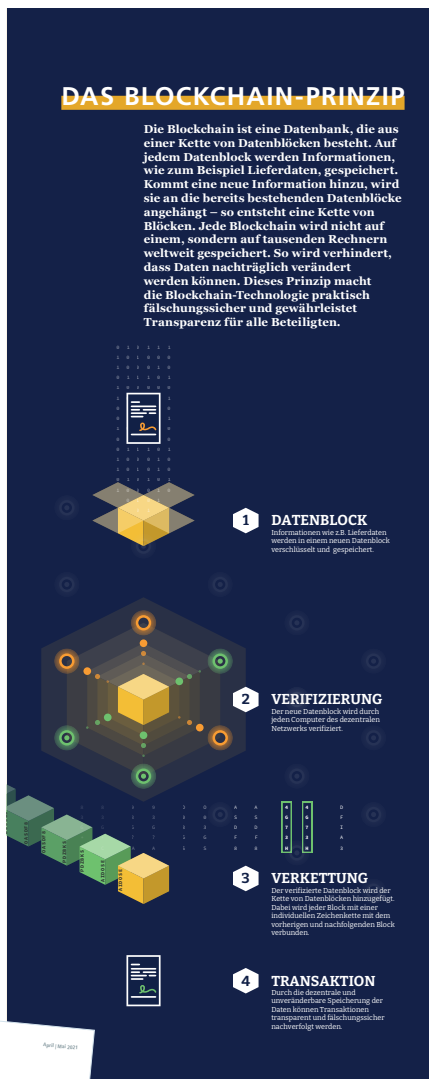 DAS BLOCKCHAIN-PRINZIP
Die Blockchain ist eine Datenbank, die aus
einer Kette von Datenblöcken besteht. Auf
jedem Datenblock werden Informationen,
wie zum Beispiel Lieferdaten, gespeichert.
Kommt eine neue Information hinzu, wird
sie an die bereits bestehenden Datenblöcke
angehängt – so entsteht eine Kette von
Blöcken. Jede Blockchain wird nicht auf
einem, sondern auf tausenden Rechnern
weltweit gespeichert. So wird verhindert,
dass Daten nachträglich verändert
werden können. Dieses Prinzip macht
die Blockchain-Technologie praktisch
fälschungssicher und gewährleistet
Transparenz für alle Beteiligten.
1 DATENBLOCK
Informationen wie z.B. Lieferdaten
werden in einem neuen Datenblock
verschlüsselt und gespeichert.
2 VERIFIZIERUNG
Der neue Datenblock wird durch
jeden Computer des dezentralen
Netzwerks verifiziert.
3 VERKETTUNG
Der verifizierte Datenblock wird der
Kette von Datenblöcken hinzugefügt.
Dabei wird jeder Block mit einer
individuellen Zeichenkette mit dem
vorherigen und nachfolgenden Block
verbunden.
4 TRANSAKTION
Durch die dezentrale und
unveränderbare Speicherung der
Daten können Transaktionen
transparent und fälschungssicher
nachverfolgt werden.
April | Mai 2021